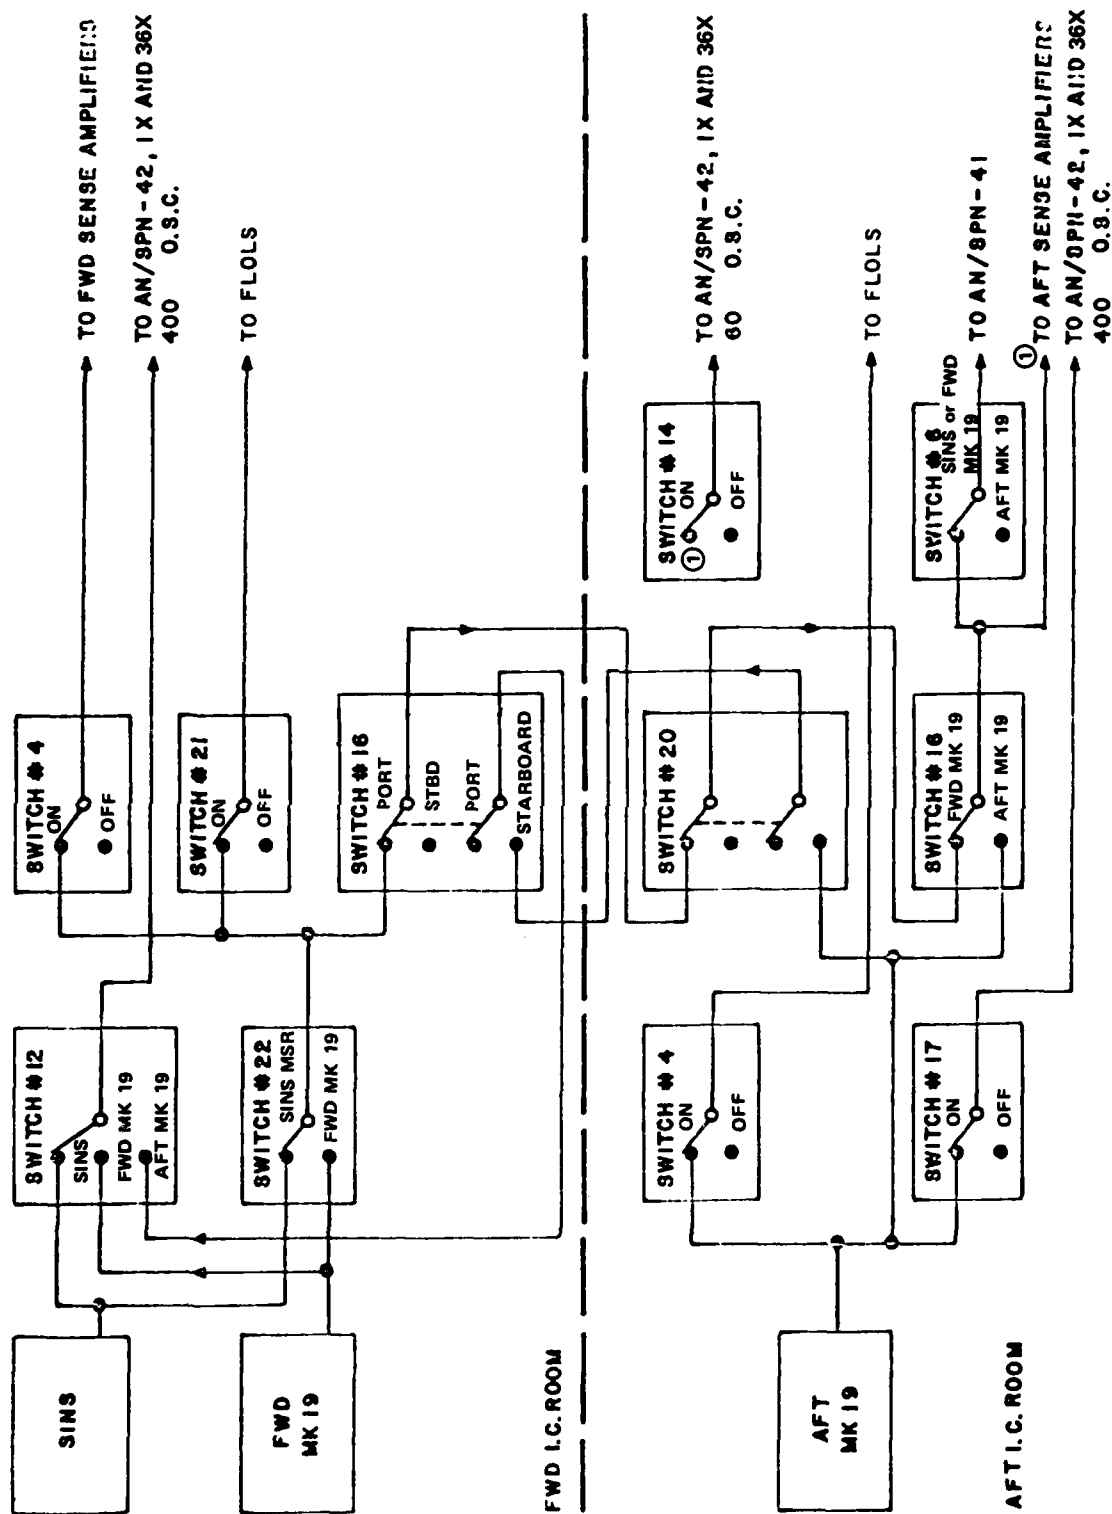 SINS
SWITCH #12
SINS
FWD MK 19
AFT MK 19
SWITCH #4
ON
OFF
TO FWD SENSE AMPLIFIERS
TO AN/SPN-42, 1X AND 36X
400 O.S.C.
FWD
MK 19
SWITCH #22
SINS MSR
FWD MK 19
SWITCH #21
ON
OFF
TO FLOLS
SWITCH #16
PORT
STBD
PORT
STARBOARD
FWD I.C. ROOM
SWITCH #14
ON
1
OFF
TO AN/SPN-42, 1X AND 36X
60 O.S.C.
SWITCH #4
ON
OFF
SWITCH #20
TO FLOLS
AFT
MK 19
SWITCH #17
ON
OFF
SWITCH #16
FWD MK 19
AFT MK 19
SWITCH #6
SINS or FWD
MK 19
AFT MK 19
TO AN/SPN-41
1
TO AFT SENSE AMPLIFIERS
TO AN/SPN-42, 1X AND 36X
400 O.S.C.
AFT I.C. ROOM